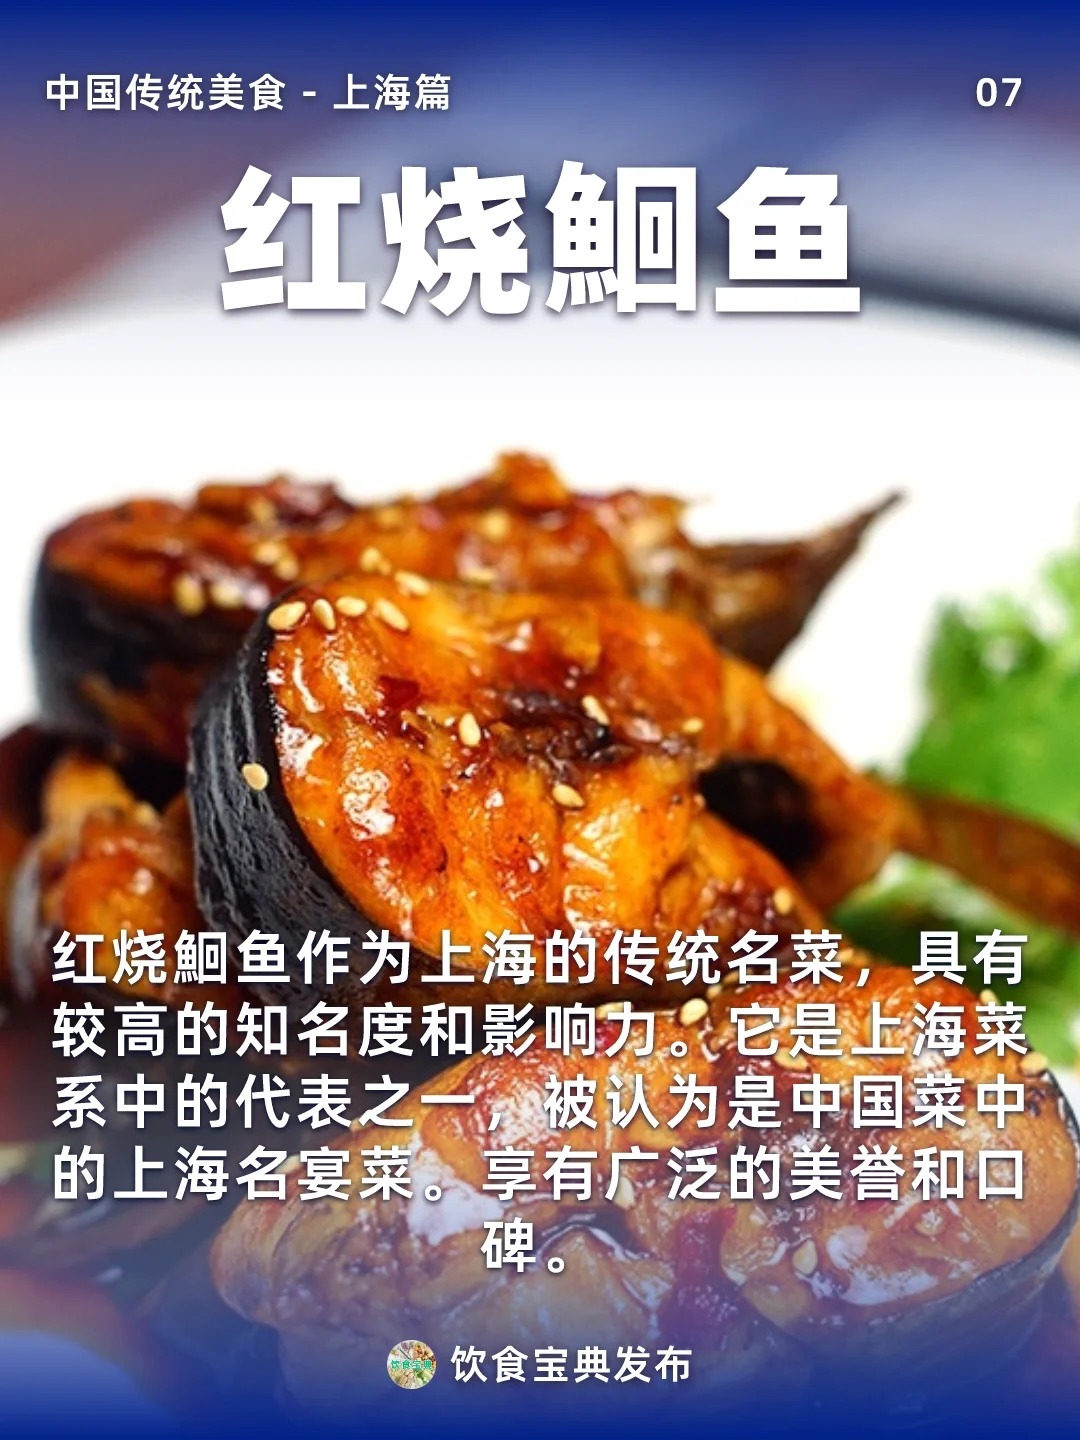 中国传统美食 - 上海篇
07
红烧鮰鱼
红烧鮰鱼作为上海的传统名菜，具有
较高的知名度和影响力。它是上海菜
系中的代表之一，被认为是中国菜中
的上海名宴菜。享有广泛的美誉和口
碑。
饮食宝典
饮食宝典发布